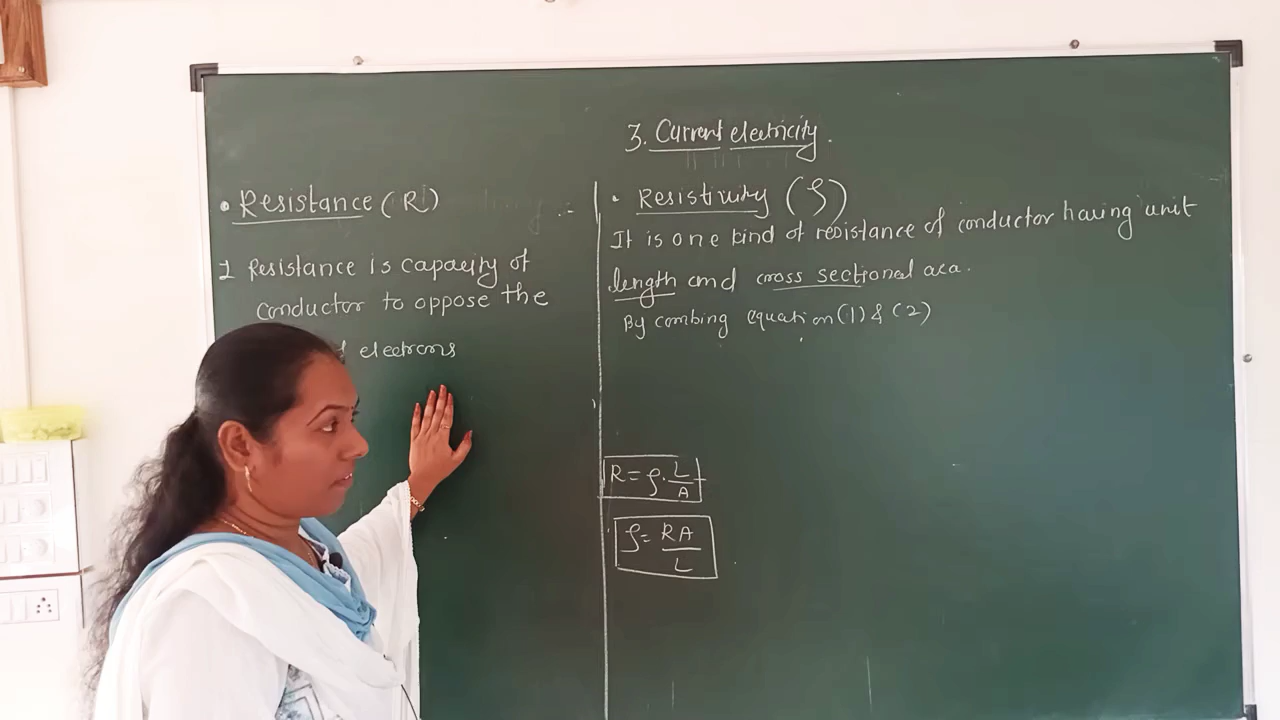 3. Current electricity.
• Resistance (R)
1 Resistance is capacity of
conductor to oppose the
electrons
• Resistivity (ρ)
It is one kind of resistance of conductor having unit
length and cross sectional area.
By combing equation (1) & (2)
R = ρ. L/A
ρ = RA/L